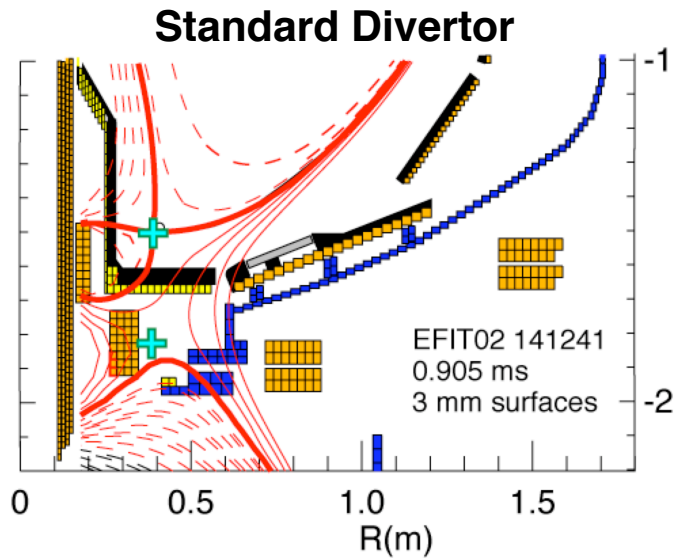 Standard Divertor
-1
EFIT02 141241
0.905 ms
3 mm surfaces
-2
0 0.5 1.0 1.5
R(m)